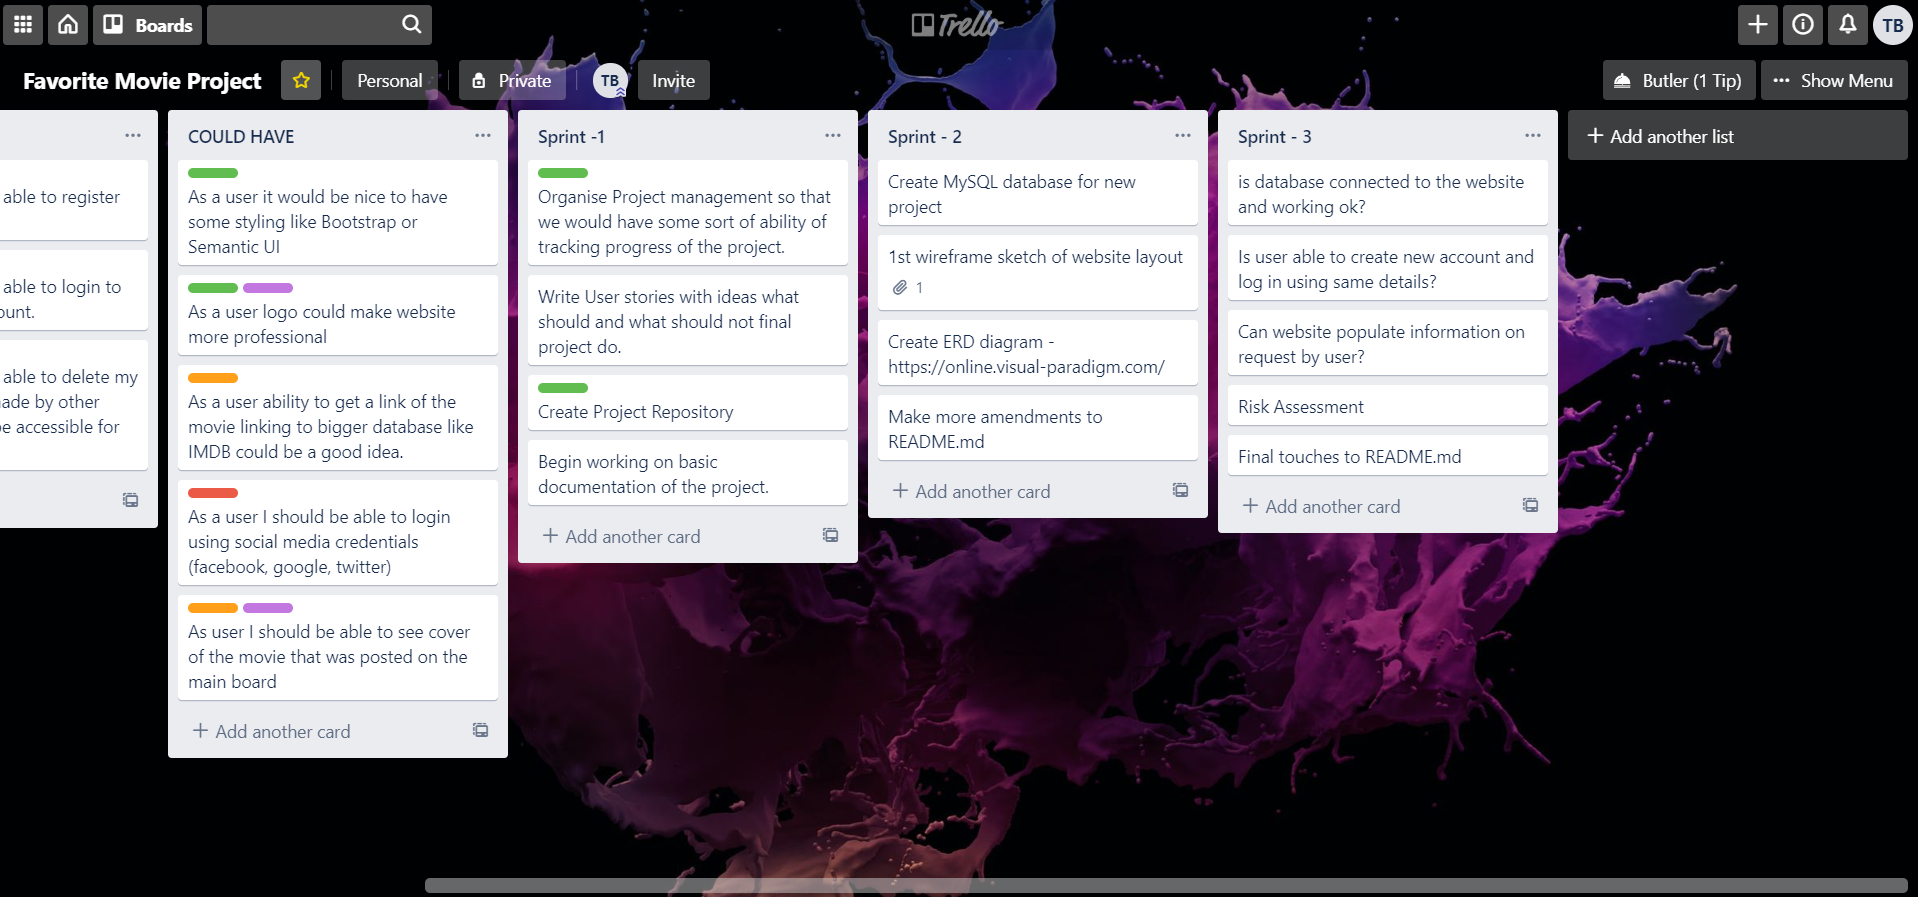 Boards
Trello
TB
Favorite Movie Project
Personal
Private
TB
Invite
Butler (1 Tip)
Show Menu
able to register
able to login to
ount.
able to delete my
ade by other
e accessible for
COULD HAVE
As a user it would be nice to have
some styling like Bootstrap or
Semantic UI
As a user logo could make website
more professional
As a user ability to get a link of the
movie linking to bigger database like
IMDB could be a good idea.
As a user I should be able to login
using social media credentials
(facebook, google, twitter)
As user I should be able to see cover
of the movie that was posted on the
main board
Add another card
Sprint -1
Organise Project management so that
we would have some sort of ability of
tracking progress of the project.
Write User stories with ideas what
should and what should not final
project do.
Create Project Repository
Begin working on basic
documentation of the project.
Add another card
Sprint - 2
Create MySQL database for new
project
1st wireframe sketch of website layout
1
Create ERD diagram -
https://online.visual-paradigm.com/
Make more amendments to
README.md
Add another card
Sprint - 3
is database connected to the website
and working ok?
Is user able to create new account and
log in using same details?
Can website populate information on
request by user?
Risk Assessment
Final touches to README.md
Add another card
Add another list